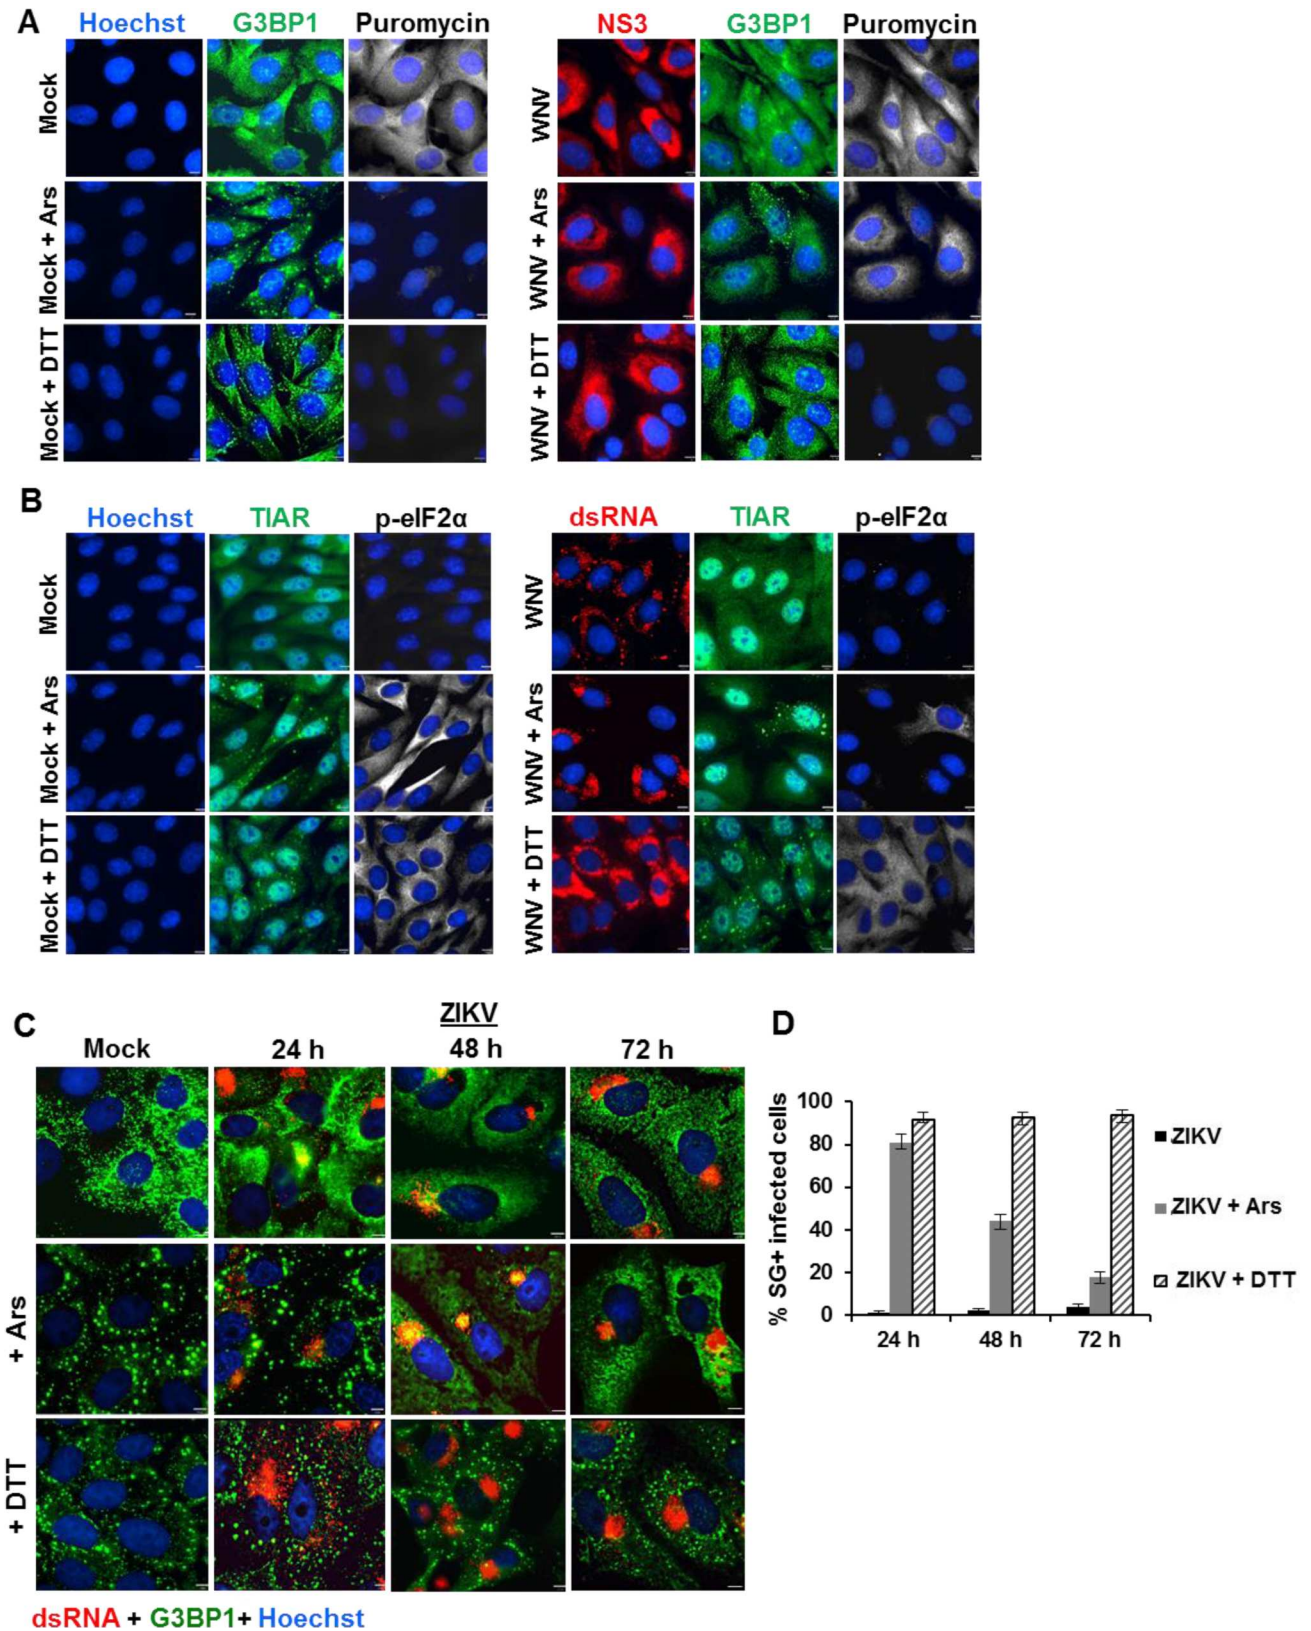 A
Hoechst G3BP1 Puromycin NS3 G3BP1 Puromycin
Mock WNV
Mock + Ars WNV + Ars
Mock + DTT WNV + DTT
B
Hoechst TIAR p-eIF2α dsRNA TIAR p-eIF2α
Mock WNV
Mock + Ars WNV + Ars
Mock + DTT WNV + DTT
C
ZIKV
Mock 24 h 48 h 72 h
+ Ars
+ DTT
dsRNA + G3BP1+ Hoechst
D
% SG+ infected cells
100
80
60
40
20
0
24 h 48 h 72 h
ZIKV
ZIKV + Ars
ZIKV + DTT